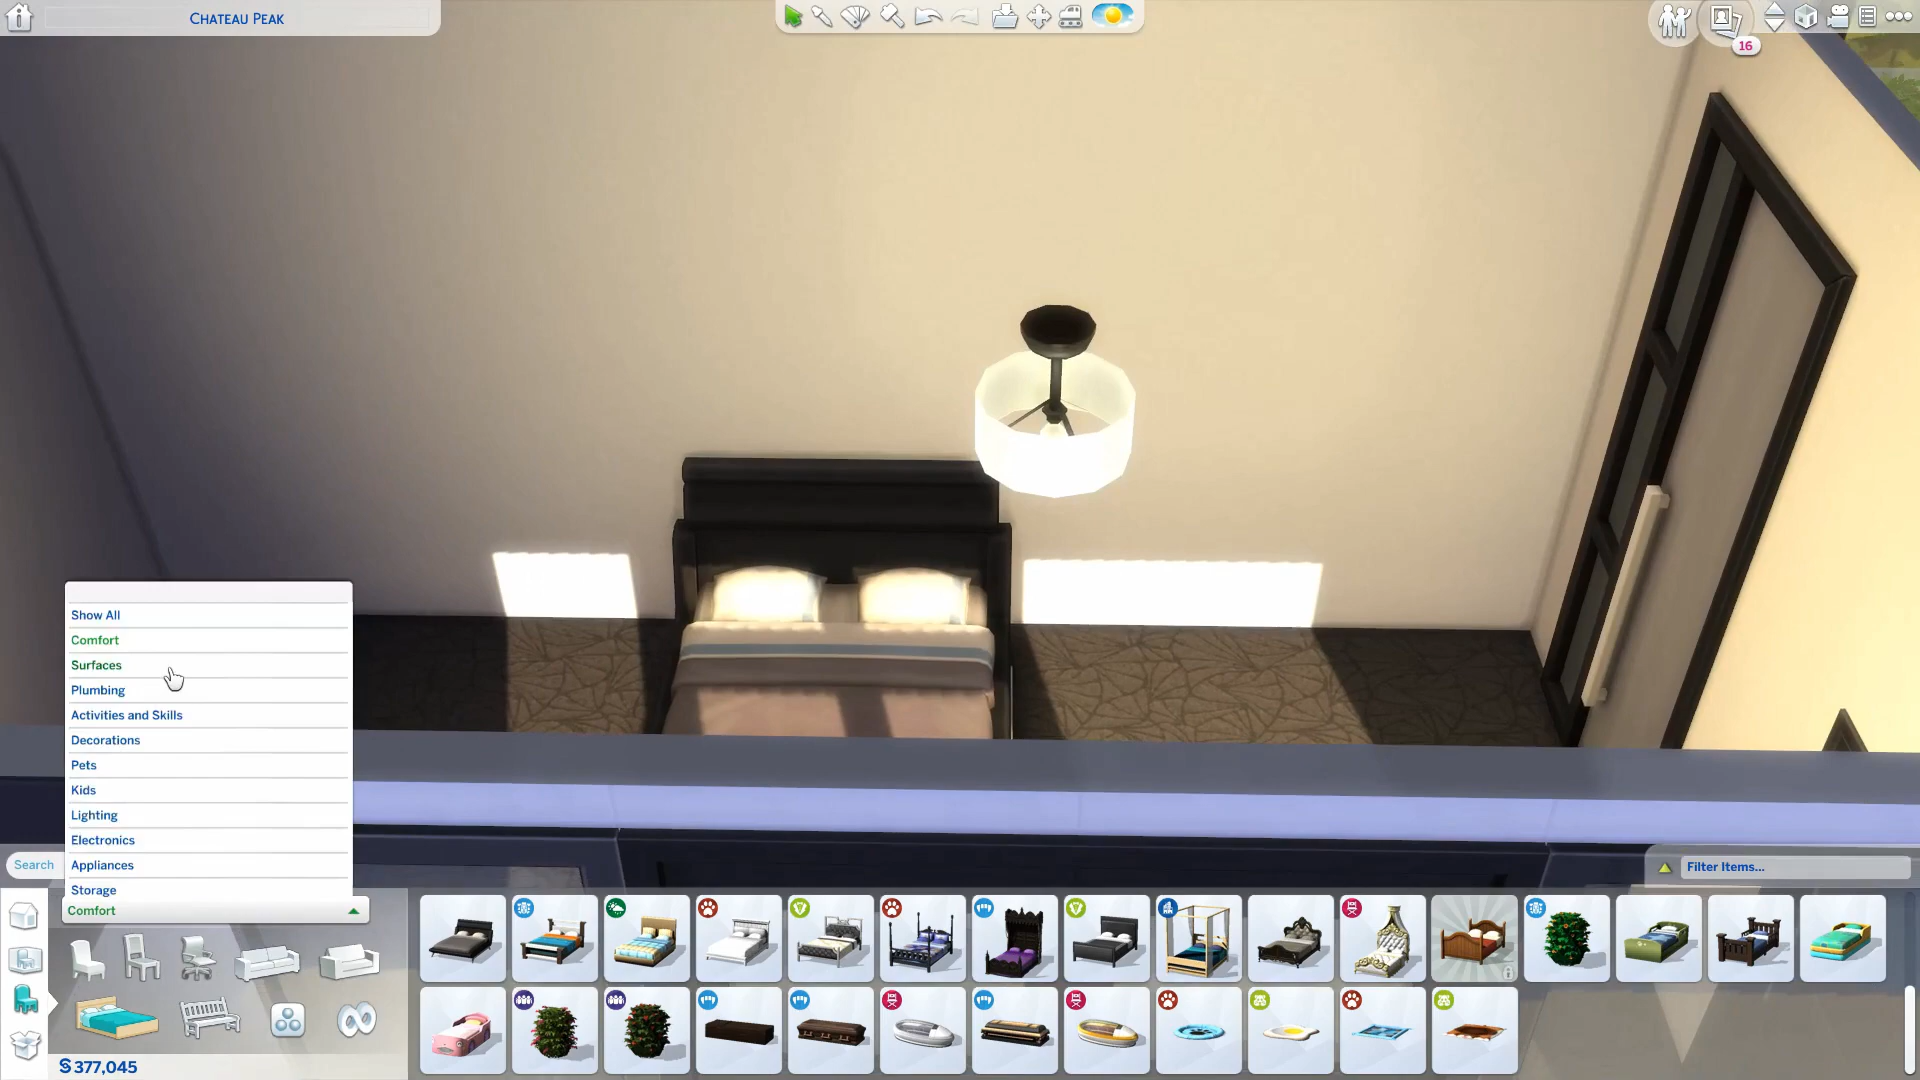 CHATEAU PEAK
16
Show All
Comfort
Surfaces
Plumbing
Activities and Skills
Decorations
Pets
Kids
Lighting
Electronics
Appliances
Storage
Search
Comfort
Filter Items...
§377,045